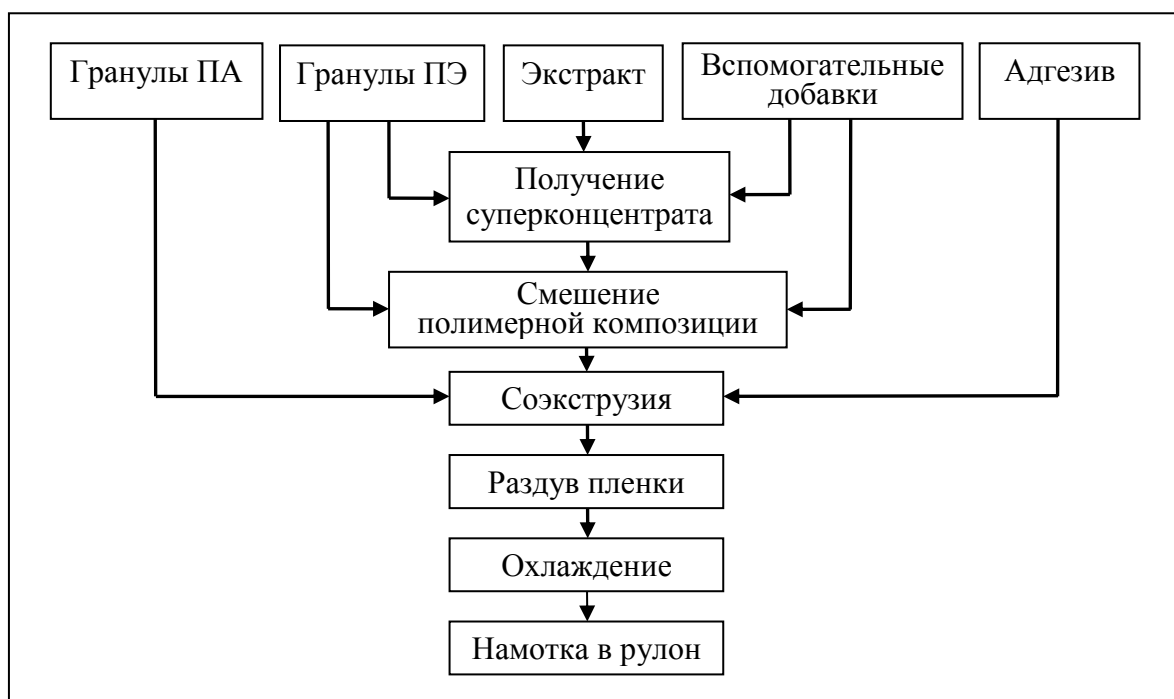 Гранулы ПА
Гранулы ПЭ
Экстракт
Вспомогательные
добавки
Адгезив
Получение
суперконцентрата
Смешение
полимерной композиции
Соэкструзия
Раздув пленки
Охлаждение
Намотка в рулон